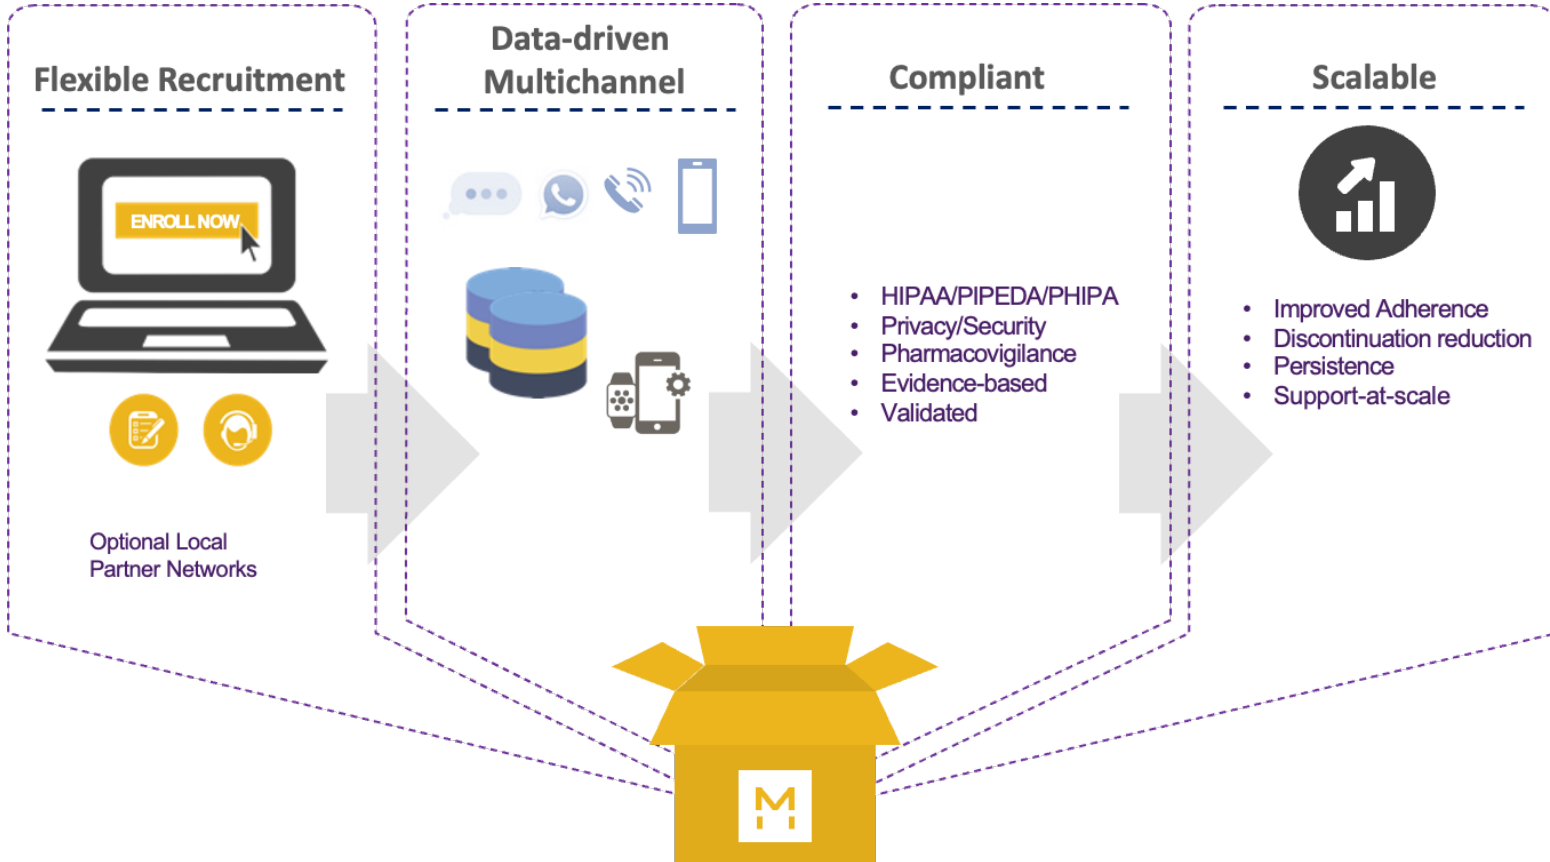 Flexible Recruitment
ENROLL NOW
Optional Local
Partner Networks
Data-driven
Multichannel
Compliant
• HIPAA/PIPEDA/PHIPA
• Privacy/Security
• Pharmacovigilance
• Evidence-based
• Validated
Scalable
• Improved Adherence
• Discontinuation reduction
• Persistence
• Support-at-scale
M